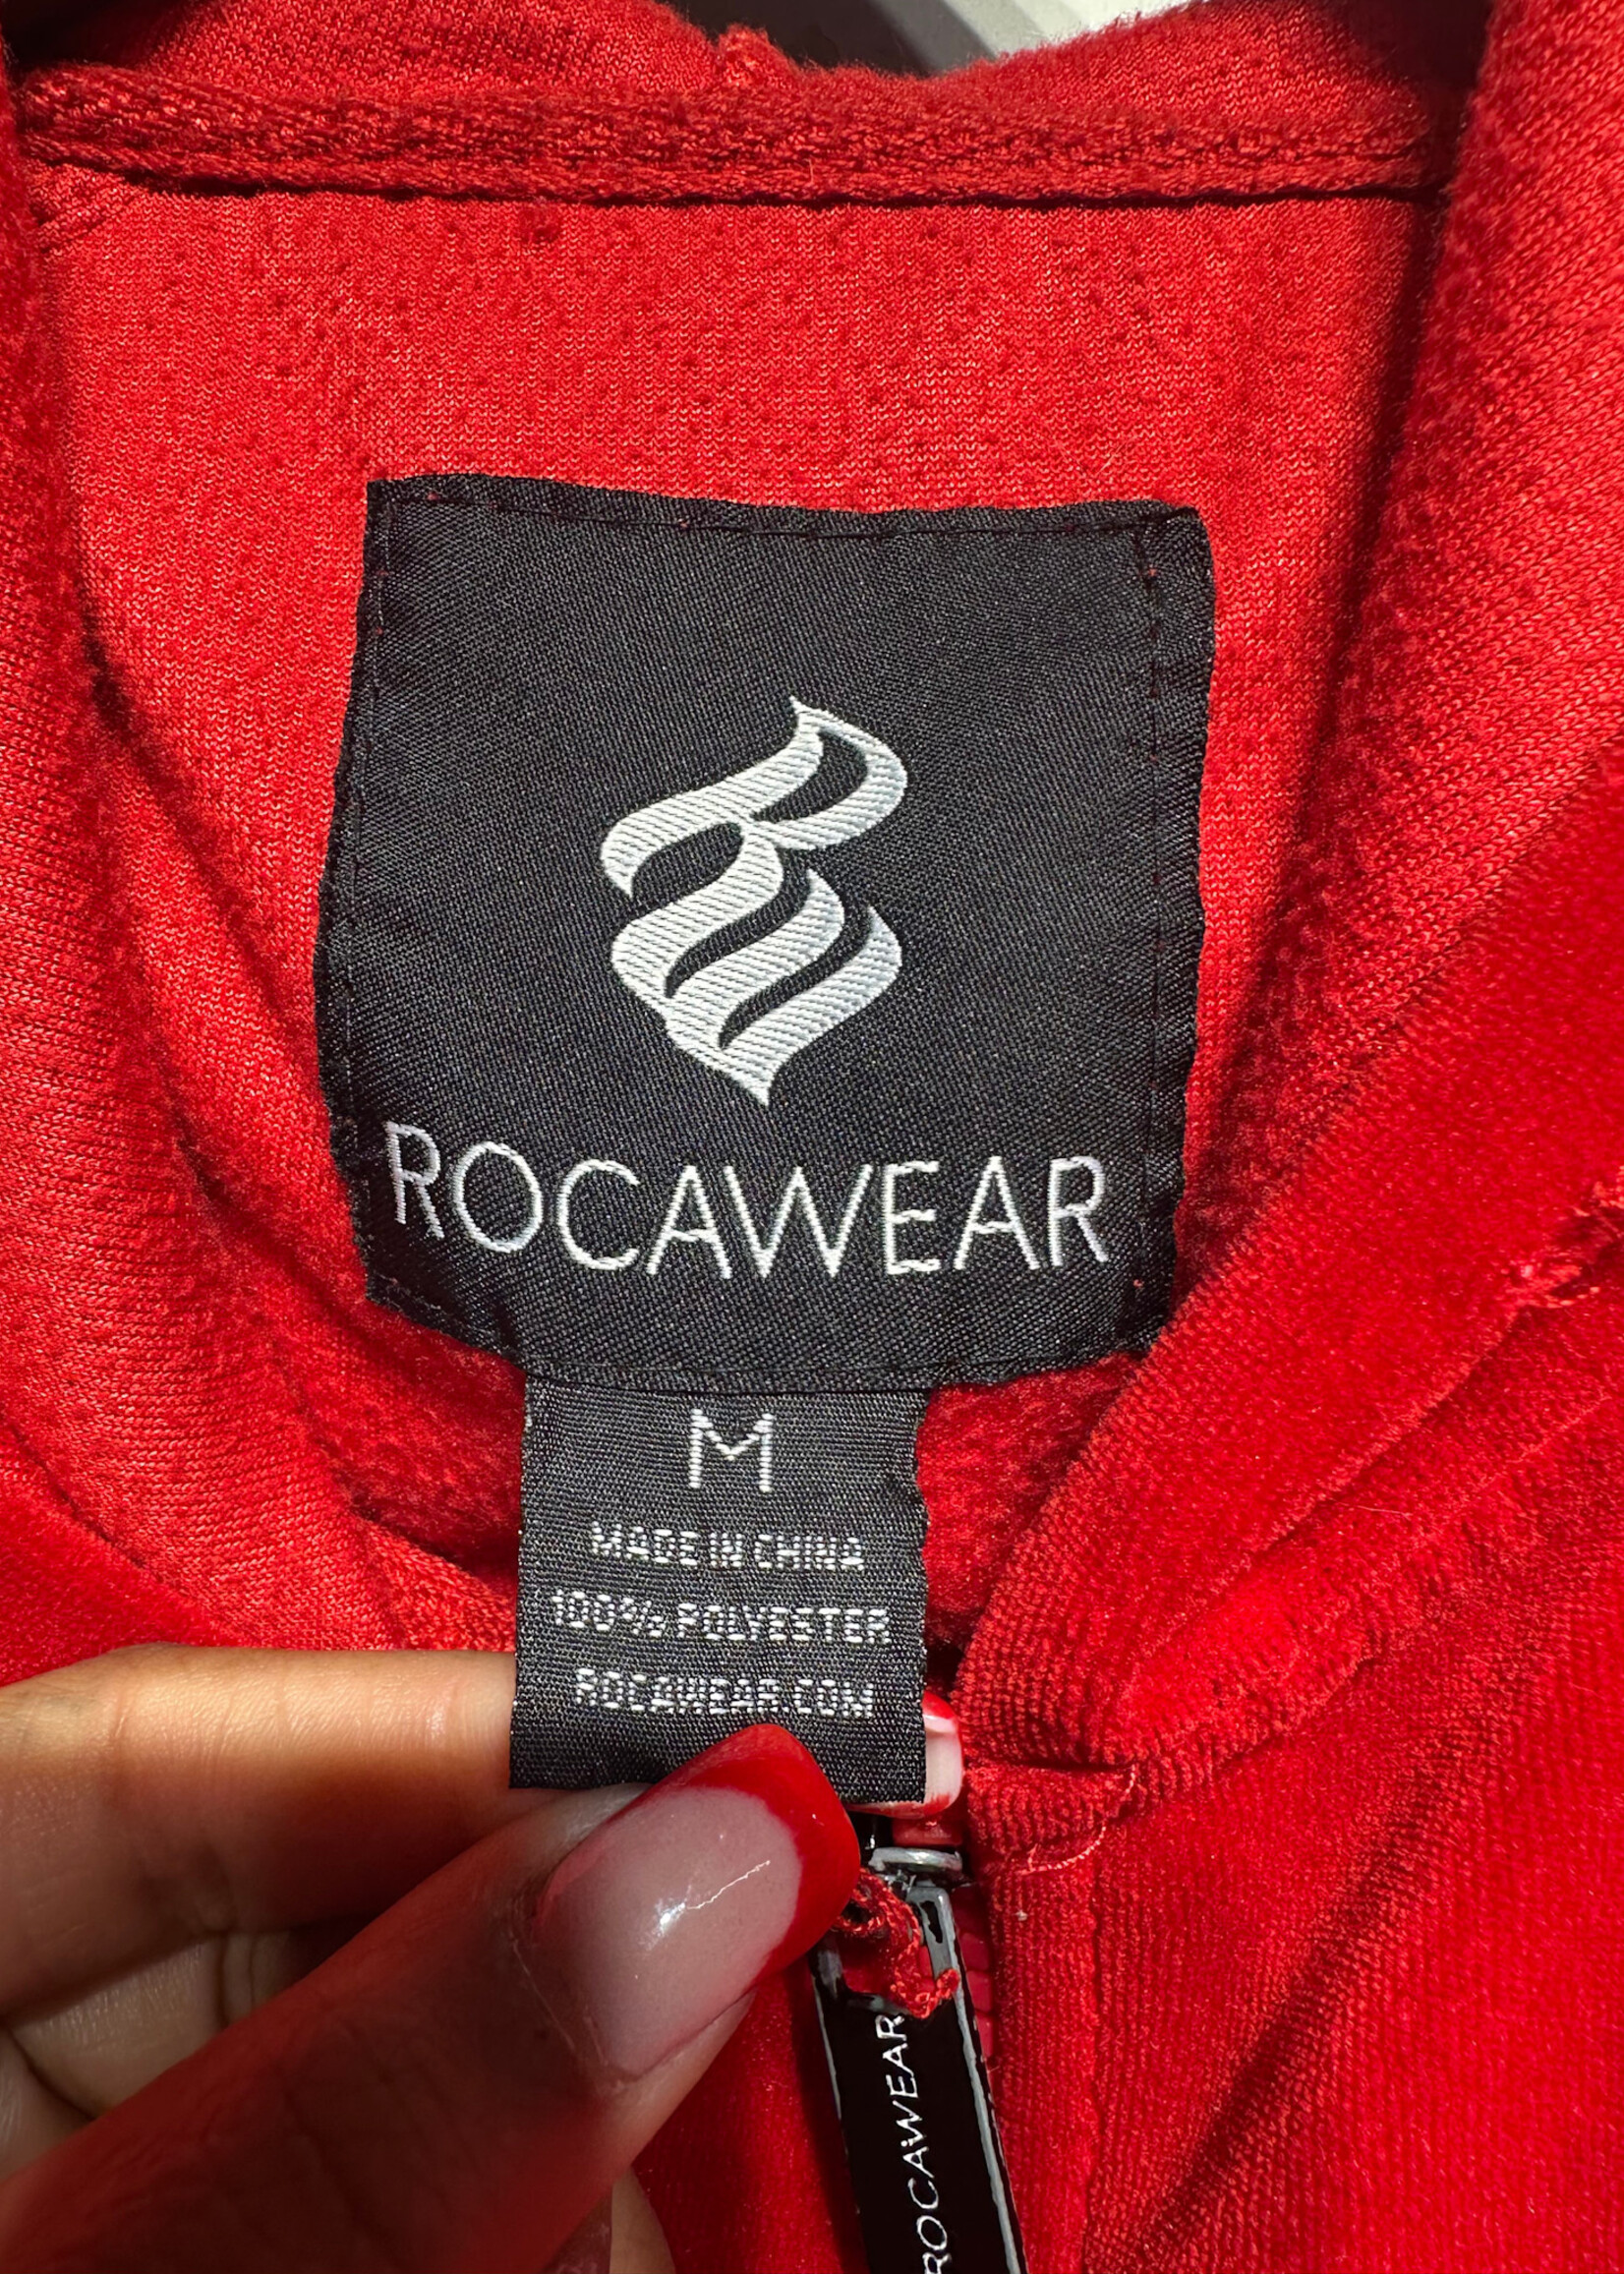 ROCAWEAR
M
MADE IN CHINA
100% POLYESTER
ROCAWEAR.COM
ROCAWEAR